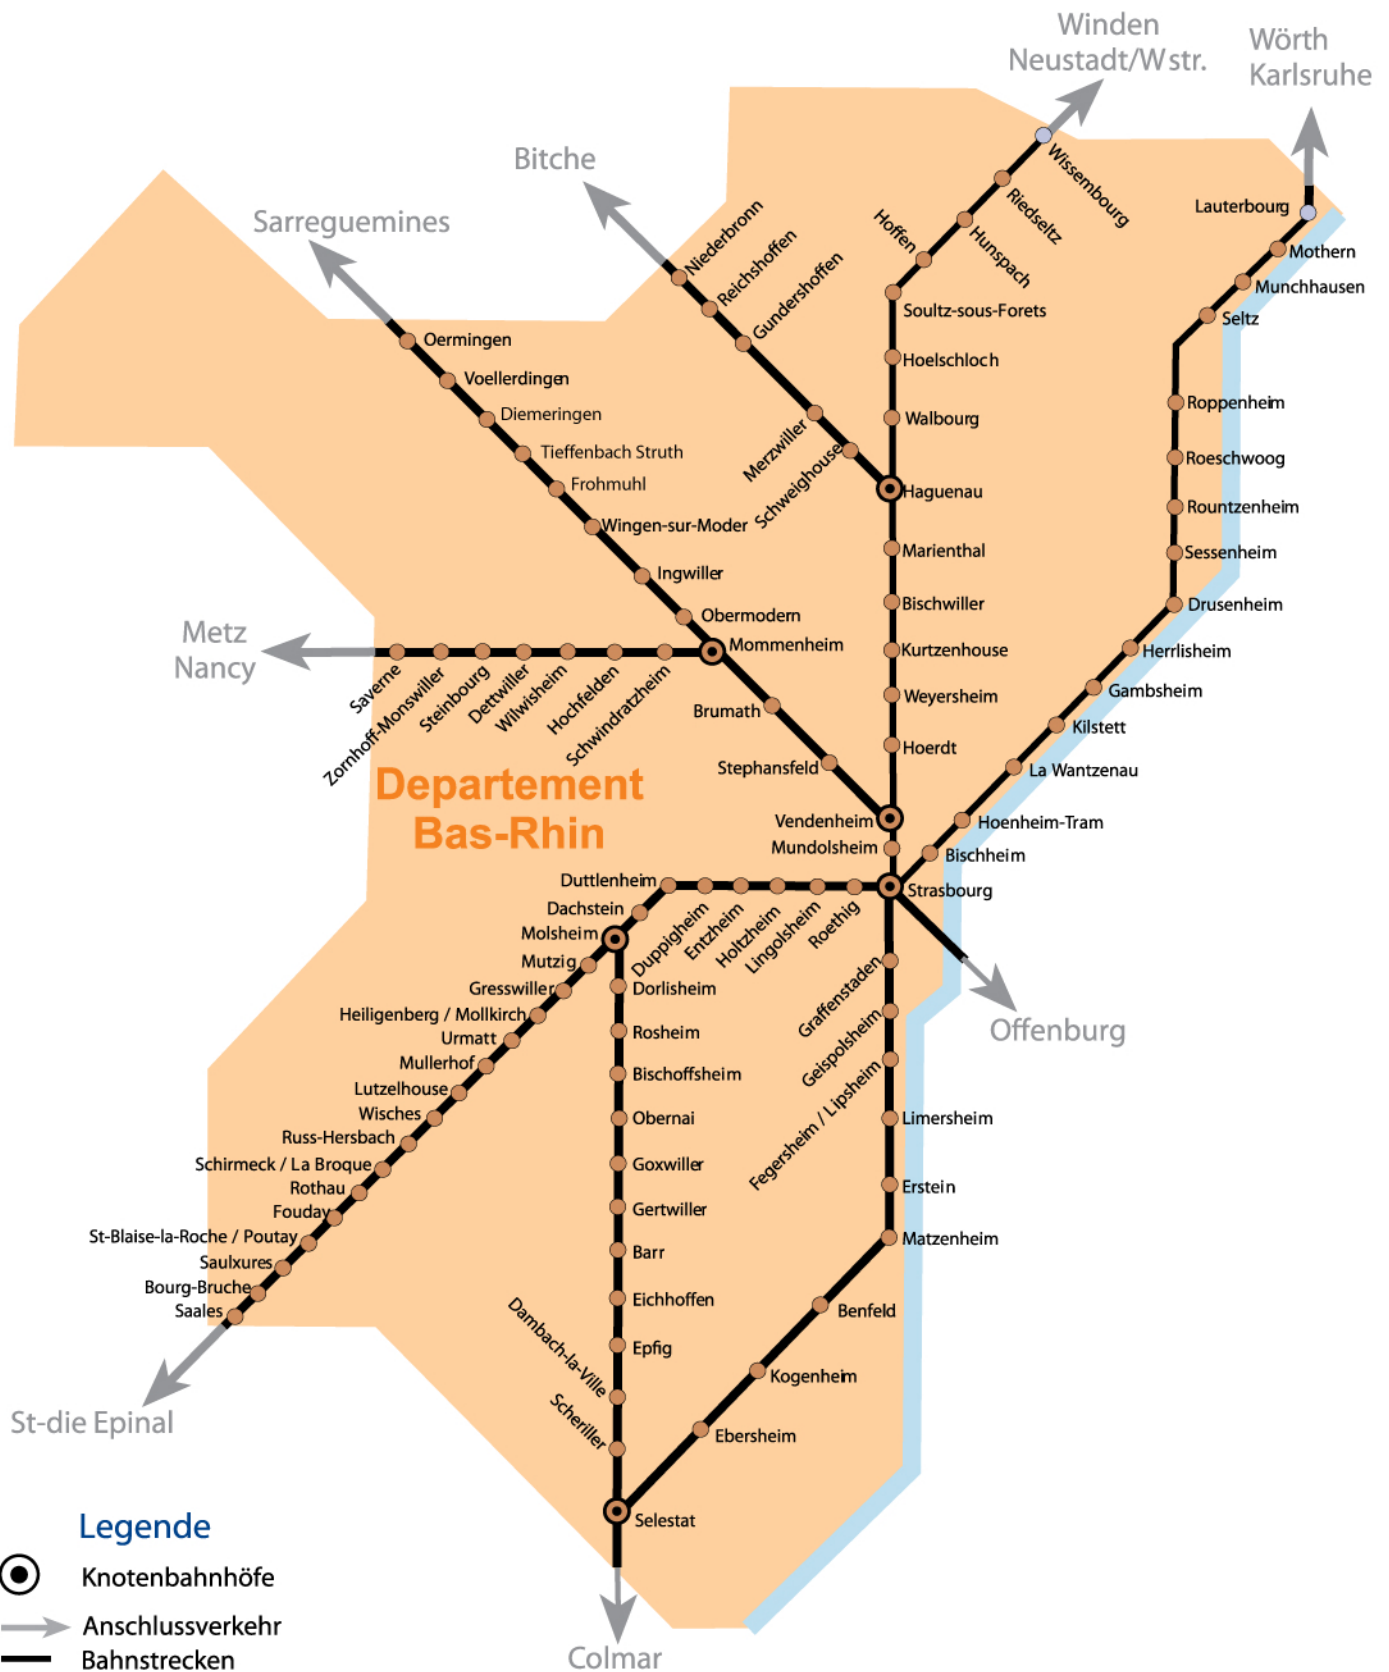 Winden
Neustadt/Wstr.
Wörth
Karlsruhe
Bitche
Sarreguemines
Wissembourg
Riedseltz
Hunspach
Hoffen
Soultz-sous-Forets
Hoelschloch
Walbourg
Haguenau
Marienthal
Bischwiller
Kurtzenhouse
Weyersheim
Hoerdt
Vendenheim
Mundolsheim
Strasbourg
Lauterbourg
Mothern
Munchhausen
Seltz
Roppenheim
Roeschwoog
Rountzenheim
Sessenheim
Drusenheim
Herrlisheim
Gambsheim
Kilstett
La Wantzenau
Hoenheim-Tram
Bischheim
Niederbronn
Reichshoffen
Gundershoffen
Merzwiller
Schweighouse
Oermingen
Voellerdingen
Diemeringen
Tieffenbach Struth
Frohmuhl
Wingen-sur-Moder
Ingwiller
Obermodern
Mommenheim
Brumath
Stephansfeld
Metz
Nancy
Saverne
Zornhoff-Monswiller
Steinbourg
Dettwiller
Wilwisheim
Hochfelden
Schwindratzheim
Departement
Bas-Rhin
Duttlenheim
Dachstein
Molsheim
Mutzig
Gresswiller
Heiligenberg / Mollkirch
Urmatt
Mullerhof
Lutzelhouse
Wisches
Russ-Hersbach
Schirmeck / La Broque
Rothau
Fouday
St-Blaise-la-Roche / Poutay
Saulxures
Bourg-Bruche
Saales
St-die Epinal
Duppigheim
Entzheim
Holtzheim
Lingolsheim
Roethig
Dorlisheim
Rosheim
Bischoffsheim
Obernai
Goxwiller
Gertwiller
Barr
Eichhoffen
Epfig
Dambach-la-Ville
Scheriller
Selestat
Graffenstaden
Geispolsheim
Fegersheim / Lipsheim
Limersheim
Erstein
Matzenheim
Benfeld
Kogenheim
Ebersheim
Offenburg
Colmar
Legende
Knotenbahnhöfe
Anschlussverkehr
Bahnstrecken